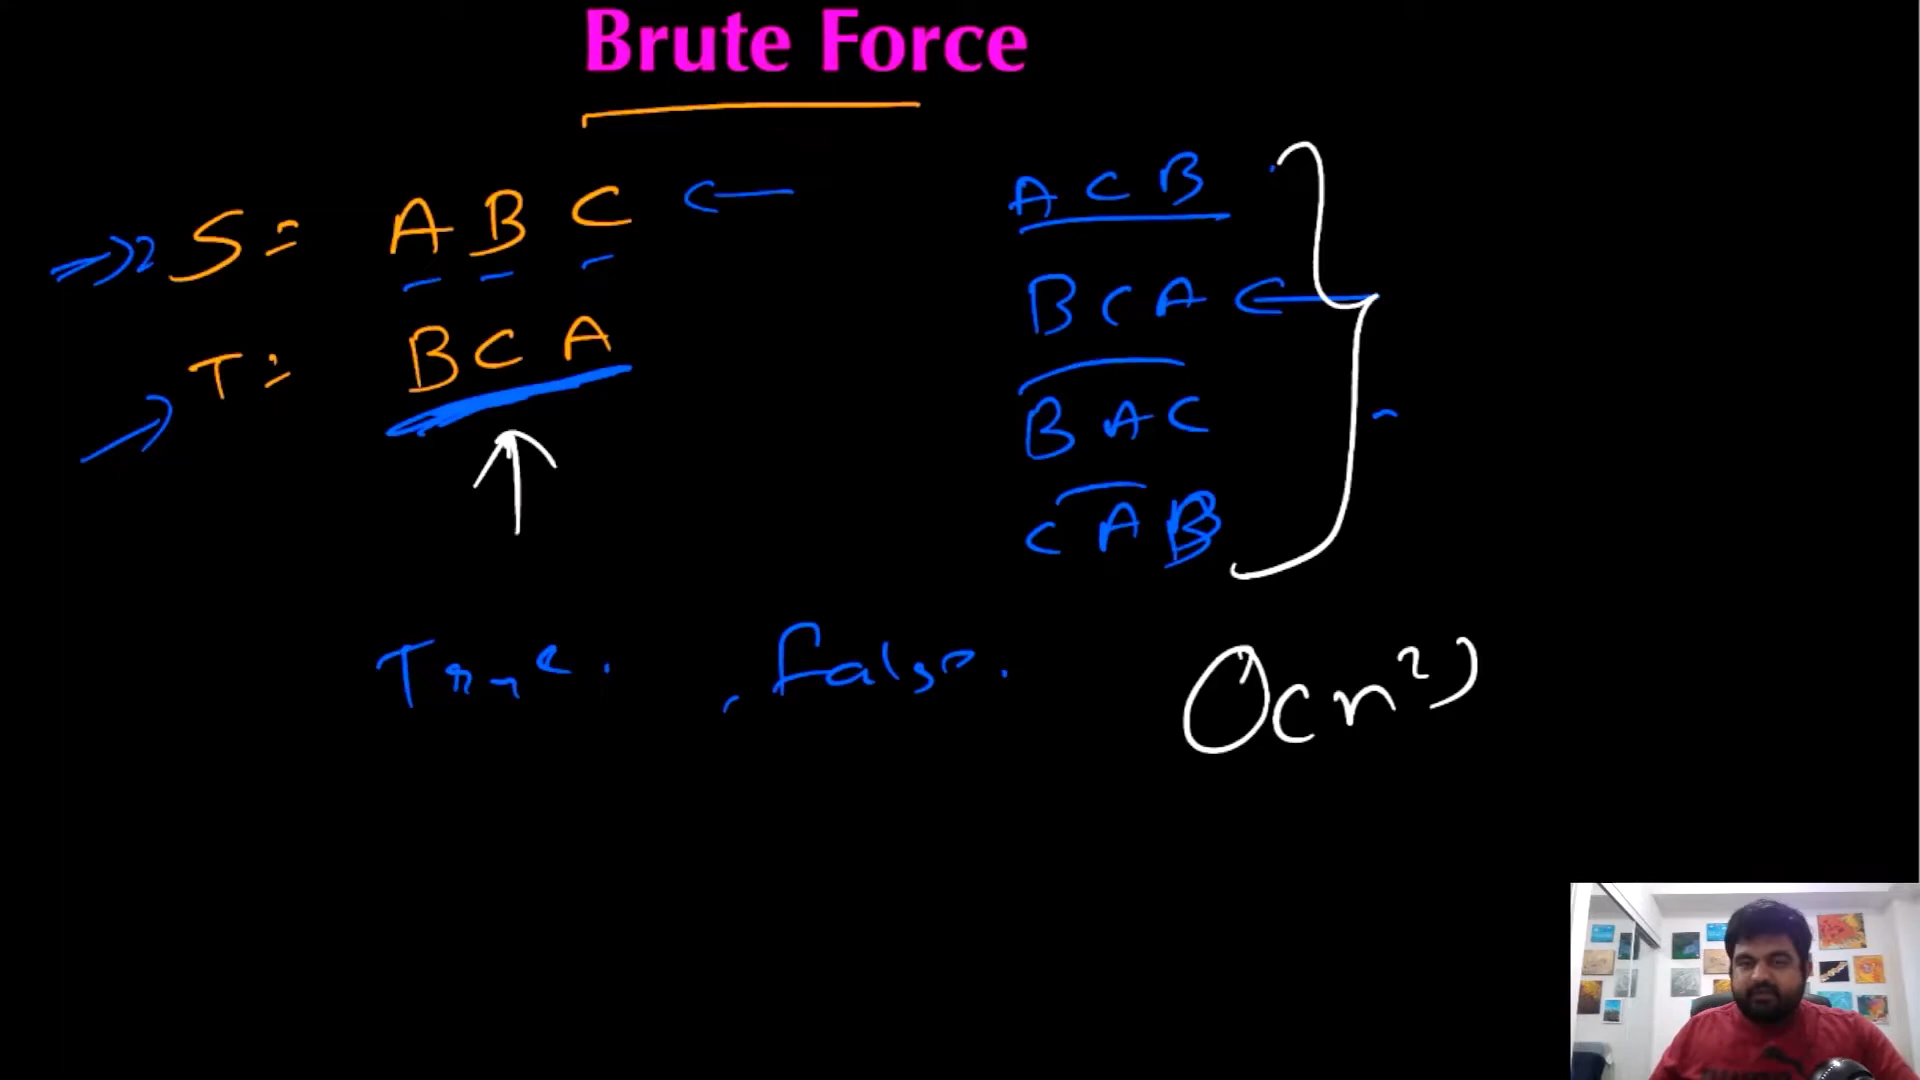 Brute Force
S = A B C
T = B C A
A C B
B C A
B A C
C A B
True. , false.
O(n²)